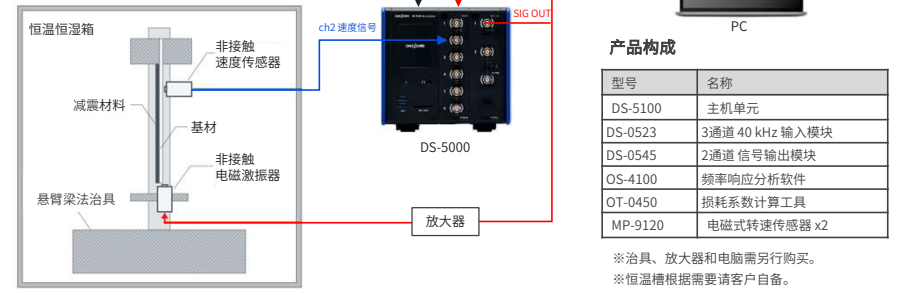 恒温恒湿箱
非接触
速度传感器
减震材料
基材
非接触
电磁激振器
悬臂梁法治具
ch2 速度信号
SIG OUT
DS-5000
放大器
PC
产品构成
型号 名称
DS-5100 主机单元
DS-0523 3通道 40 kHz 输入模块
DS-0545 2通道 信号输出模块
OS-4100 频率响应分析软件
OT-0450 损耗系数计算工具
MP-9120 电磁式转速传感器 x2
※治具、放大器和电脑需另行购买。
※恒温槽根据需要请客户自备。